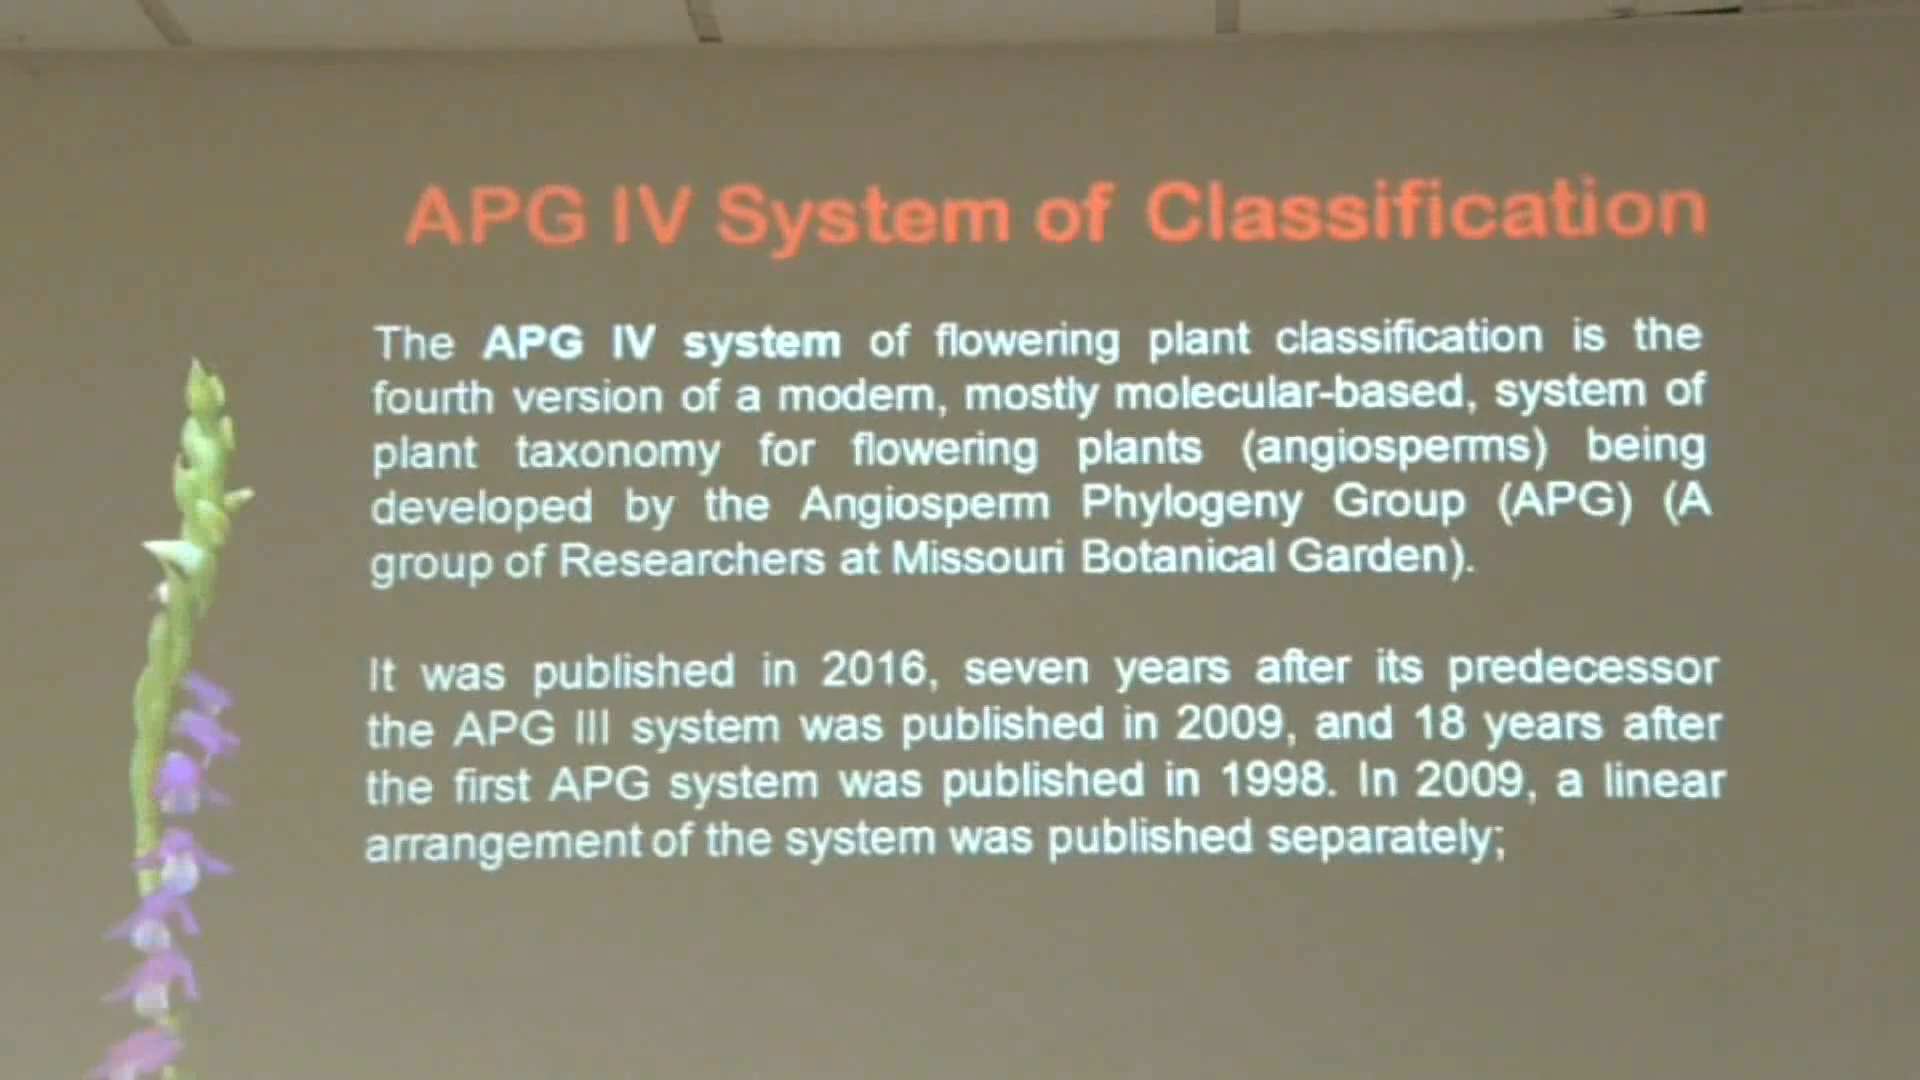 APG IV System of Classification
The APG IV system of flowering plant classification is the
fourth version of a modern, mostly molecular-based, system of
plant taxonomy for flowering plants (angiosperms) being
developed by the Angiosperm Phylogeny Group (APG) (A
group of Researchers at Missouri Botanical Garden).
It was published in 2016, seven years after its predecessor
the APG III system was published in 2009, and 18 years after
the first APG system was published in 1998. In 2009, a linear
arrangement of the system was published separately;